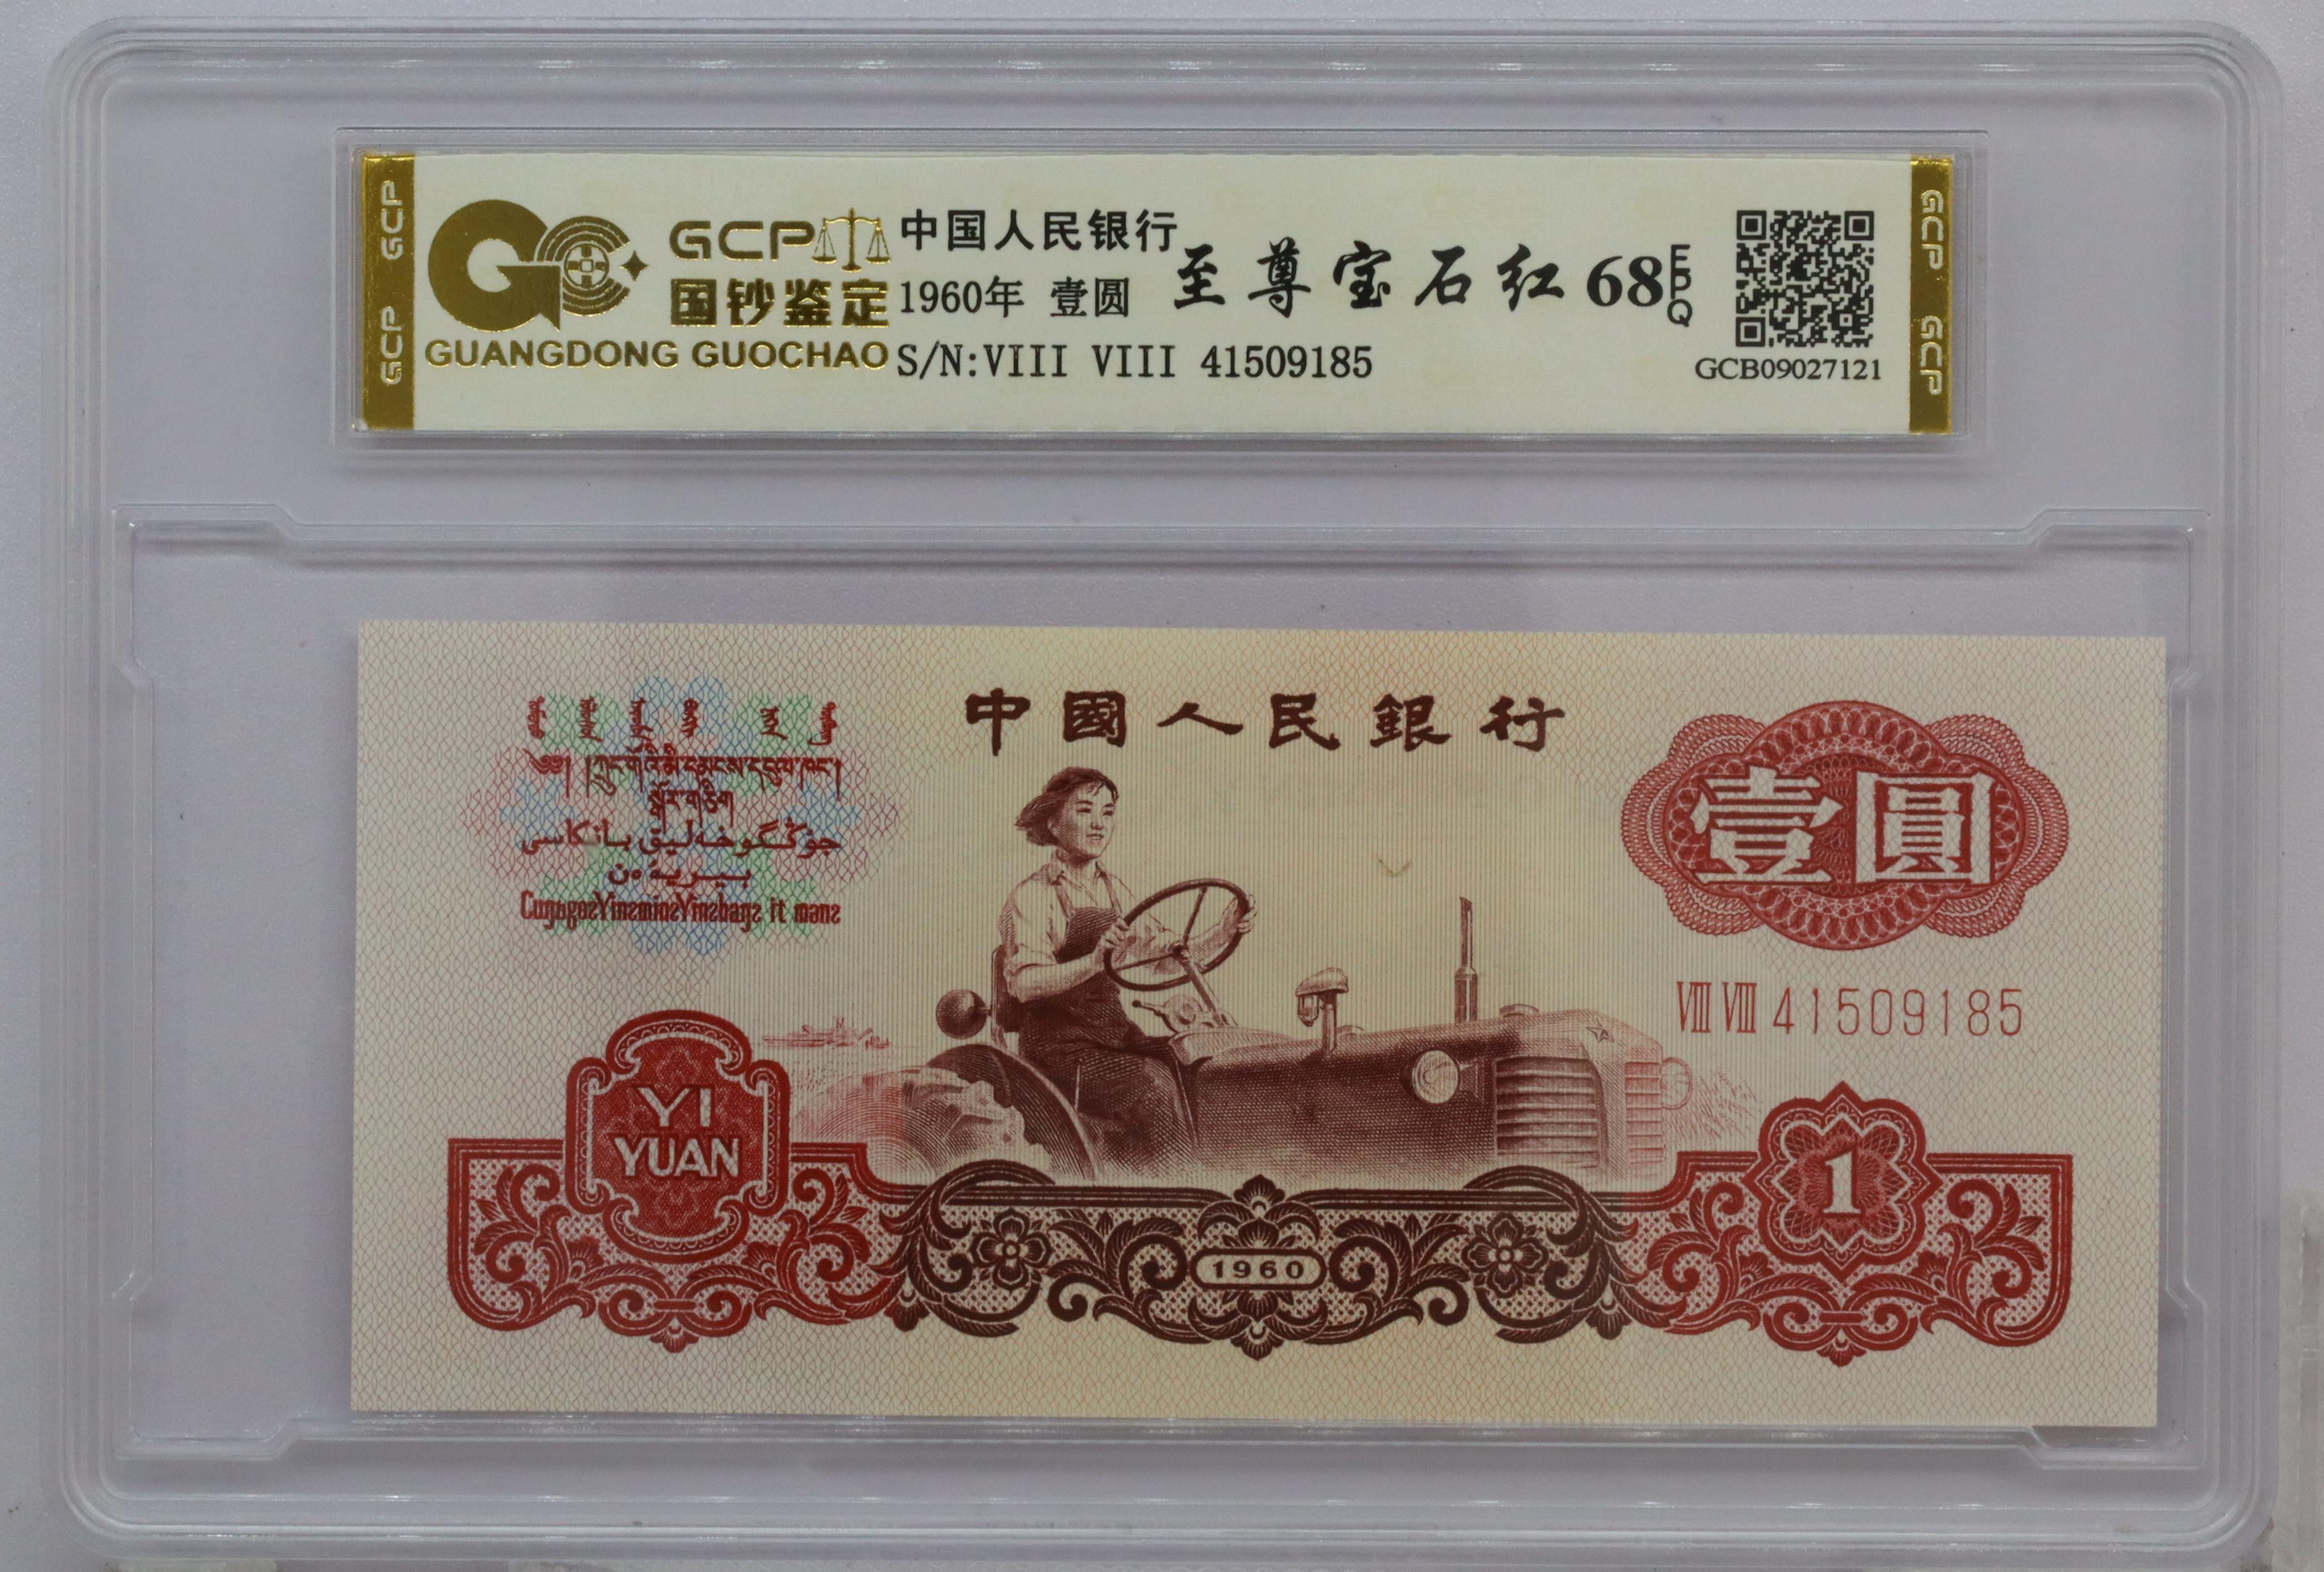 GCP GCP
GCP
国钞鉴定
GUANGDONG GUOCHAO
中国人民银行
1960年 壹圆
S/N:VIII VIII 41509185
至尊宝石红 68 EPQ
GCB09027121
GCP GCP
中國人民銀行
壹圓
VIII VIII 41509185
YI
YUAN
1960
1